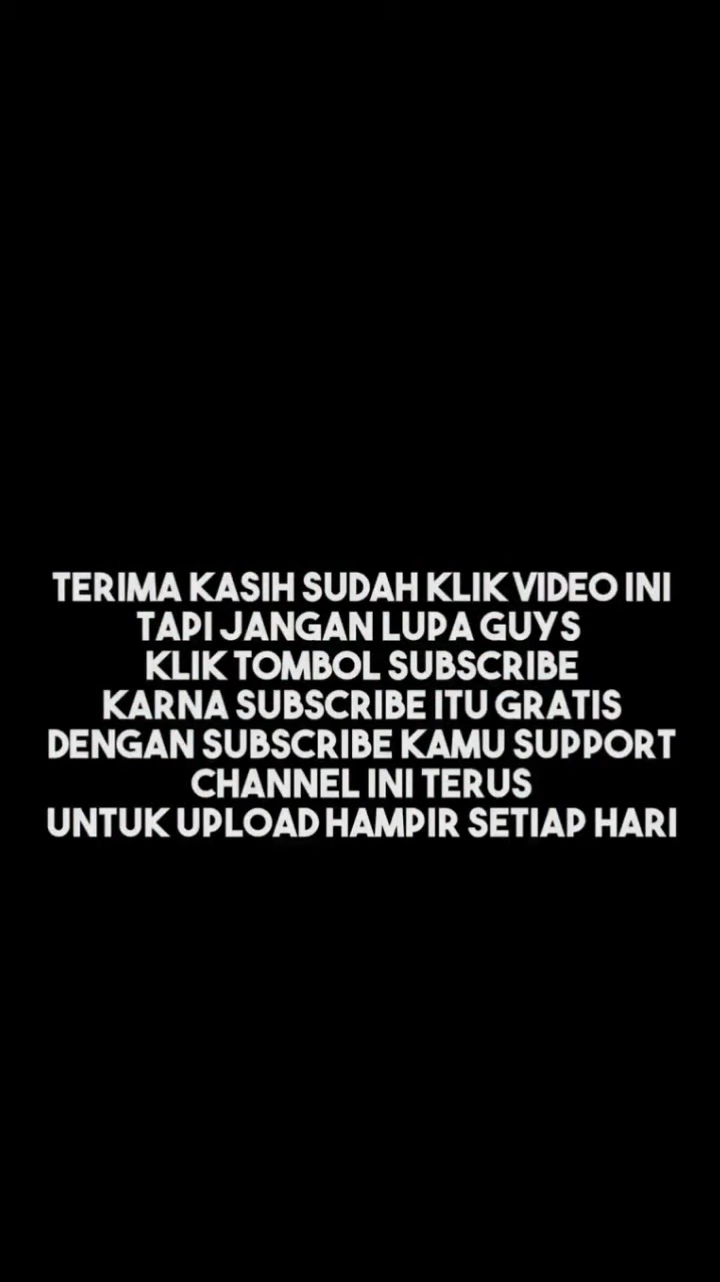 TERIMA KASIH SUDAH KLIK VIDEO INI
TAPI JANGAN LUPA GUYS
KLIK TOMBOL SUBSCRIBE
KARNA SUBSCRIBE ITU GRATIS
DENGAN SUBSCRIBE KAMU SUPPORT
CHANNEL INI TERUS
UNTUK UPLOAD HAMPIR SETIAP HARI